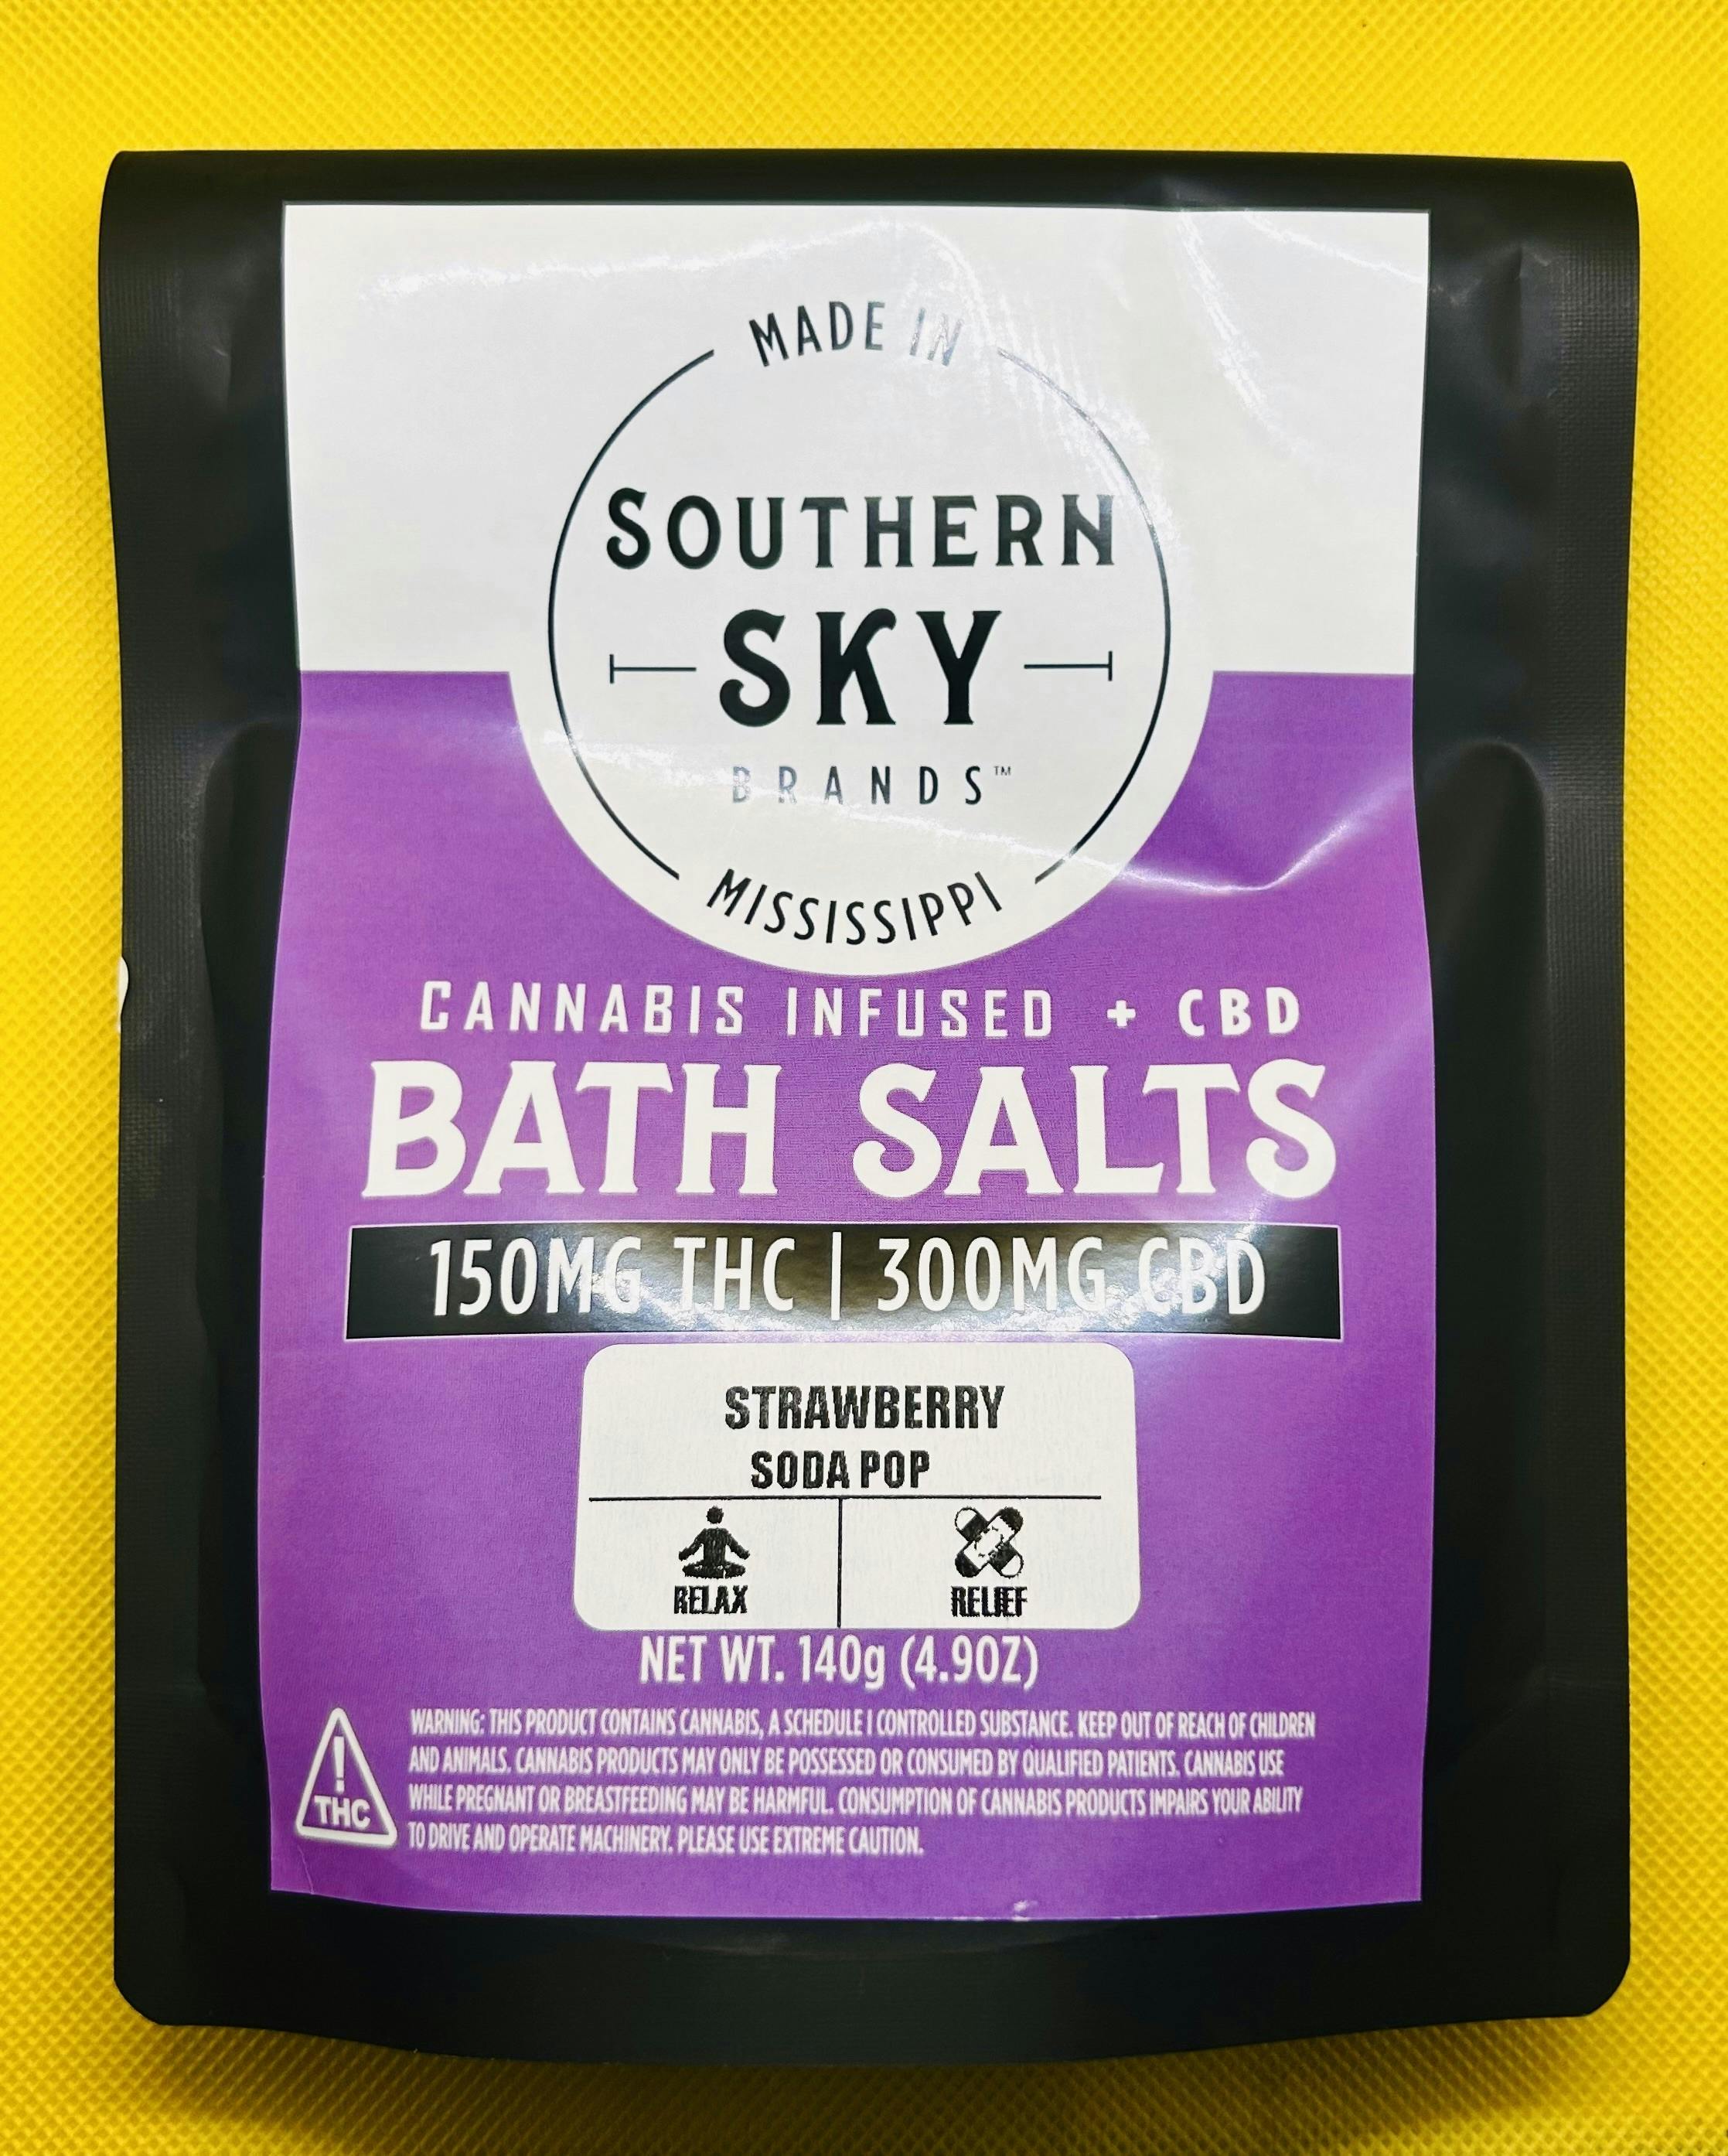 MADE IN
SOUTHERN
SKY
BRANDS™
MISSISSIPPI
CANNABIS INFUSED + CBD
BATH SALTS
150MG THC | 300MG CBD
STRAWBERRY
SODA POP
RELAX
RELIEF
NET WT. 140g (4.9OZ)
WARNING: THIS PRODUCT CONTAINS CANNABIS, A SCHEDULE I CONTROLLED SUBSTANCE. KEEP OUT OF REACH OF CHILDREN
AND ANIMALS. CANNABIS PRODUCTS MAY ONLY BE POSSESSED OR CONSUMED BY QUALIFIED PATIENTS. CANNABIS USE
WHILE PREGNANT OR BREASTFEEDING MAY BE HARMFUL. CONSUMPTION OF CANNABIS PRODUCTS IMPAIRS YOUR ABILITY
TO DRIVE AND OPERATE MACHINERY. PLEASE USE EXTREME CAUTION.
!
THC